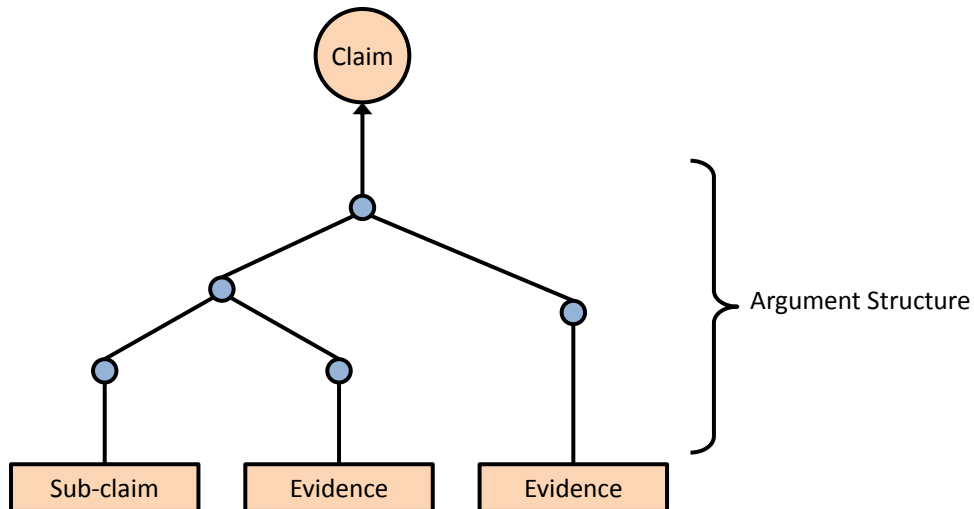 Claim
Argument Structure
Sub-claim
Evidence
Evidence